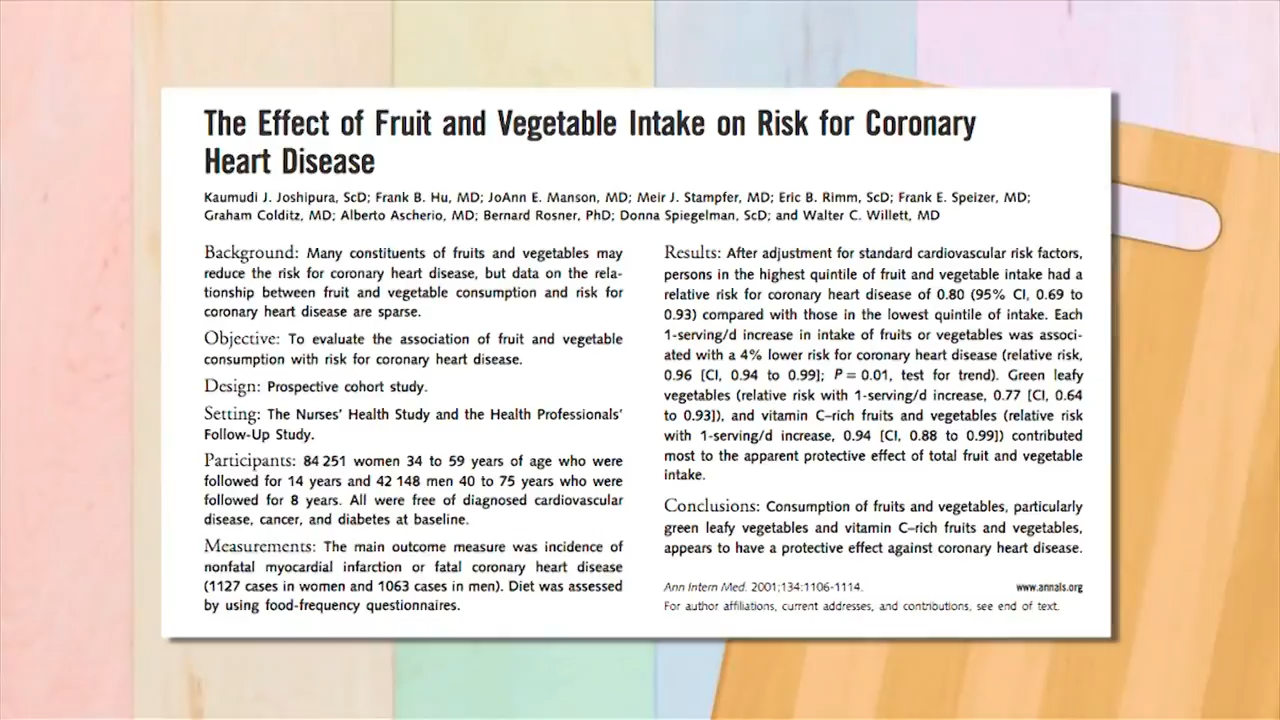 The Effect of Fruit and Vegetable Intake on Risk for Coronary
Heart Disease
Kaumudi J. Joshipura, ScD; Frank B. Hu, MD; JoAnn E. Manson, MD; Meir J. Stampfer, MD; Eric B. Rimm, ScD; Frank E. Speizer, MD;
Graham Colditz, MD; Alberto Ascherio, MD; Bernard Rosner, PhD; Donna Spiegelman, ScD; and Walter C. Willett, MD
Background: Many constituents of fruits and vegetables may
reduce the risk for coronary heart disease, but data on the rela-
tionship between fruit and vegetable consumption and risk for
coronary heart disease are sparse.
Objective: To evaluate the association of fruit and vegetable
consumption with risk for coronary heart disease.
Design: Prospective cohort study.
Setting: The Nurses' Health Study and the Health Professionals'
Follow-Up Study.
Participants: 84 251 women 34 to 59 years of age who were
followed for 14 years and 42 148 men 40 to 75 years who were
followed for 8 years. All were free of diagnosed cardiovascular
disease, cancer, and diabetes at baseline.
Measurements: The main outcome measure was incidence of
nonfatal myocardial infarction or fatal coronary heart disease
(1127 cases in women and 1063 cases in men). Diet was assessed
by using food-frequency questionnaires.
Results: After adjustment for standard cardiovascular risk factors,
persons in the highest quintile of fruit and vegetable intake had a
relative risk for coronary heart disease of 0.80 (95% CI, 0.69 to
0.93) compared with those in the lowest quintile of intake. Each
1-serving/d increase in intake of fruits or vegetables was associ-
ated with a 4% lower risk for coronary heart disease (relative risk,
0.96 [CI, 0.94 to 0.99]; P = 0.01, test for trend). Green leafy
vegetables (relative risk with 1-serving/d increase, 0.77 [CI, 0.64
to 0.93]), and vitamin C–rich fruits and vegetables (relative risk
with 1-serving/d increase, 0.94 [CI, 0.88 to 0.99]) contributed
most to the apparent protective effect of total fruit and vegetable
intake.
Conclusions: Consumption of fruits and vegetables, particularly
green leafy vegetables and vitamin C–rich fruits and vegetables,
appears to have a protective effect against coronary heart disease.
Ann Intern Med. 2001;134:1106-1114. www.annals.org
For author affiliations, current addresses, and contributions, see end of text.